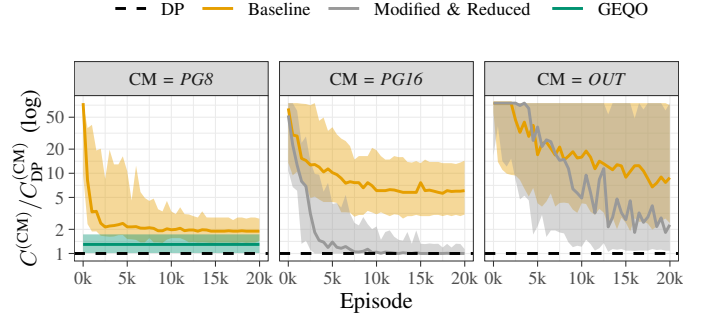 DP Baseline Modified & Reduced GEQO
CM = PG8 CM = PG16 CM = OUT
C^(CM)/C_DP^(CM) (log)
50
20
10
5
2
1
0k 5k 10k 15k 20k 0k 5k 10k 15k 20k 0k 5k 10k 15k 20k
Episode